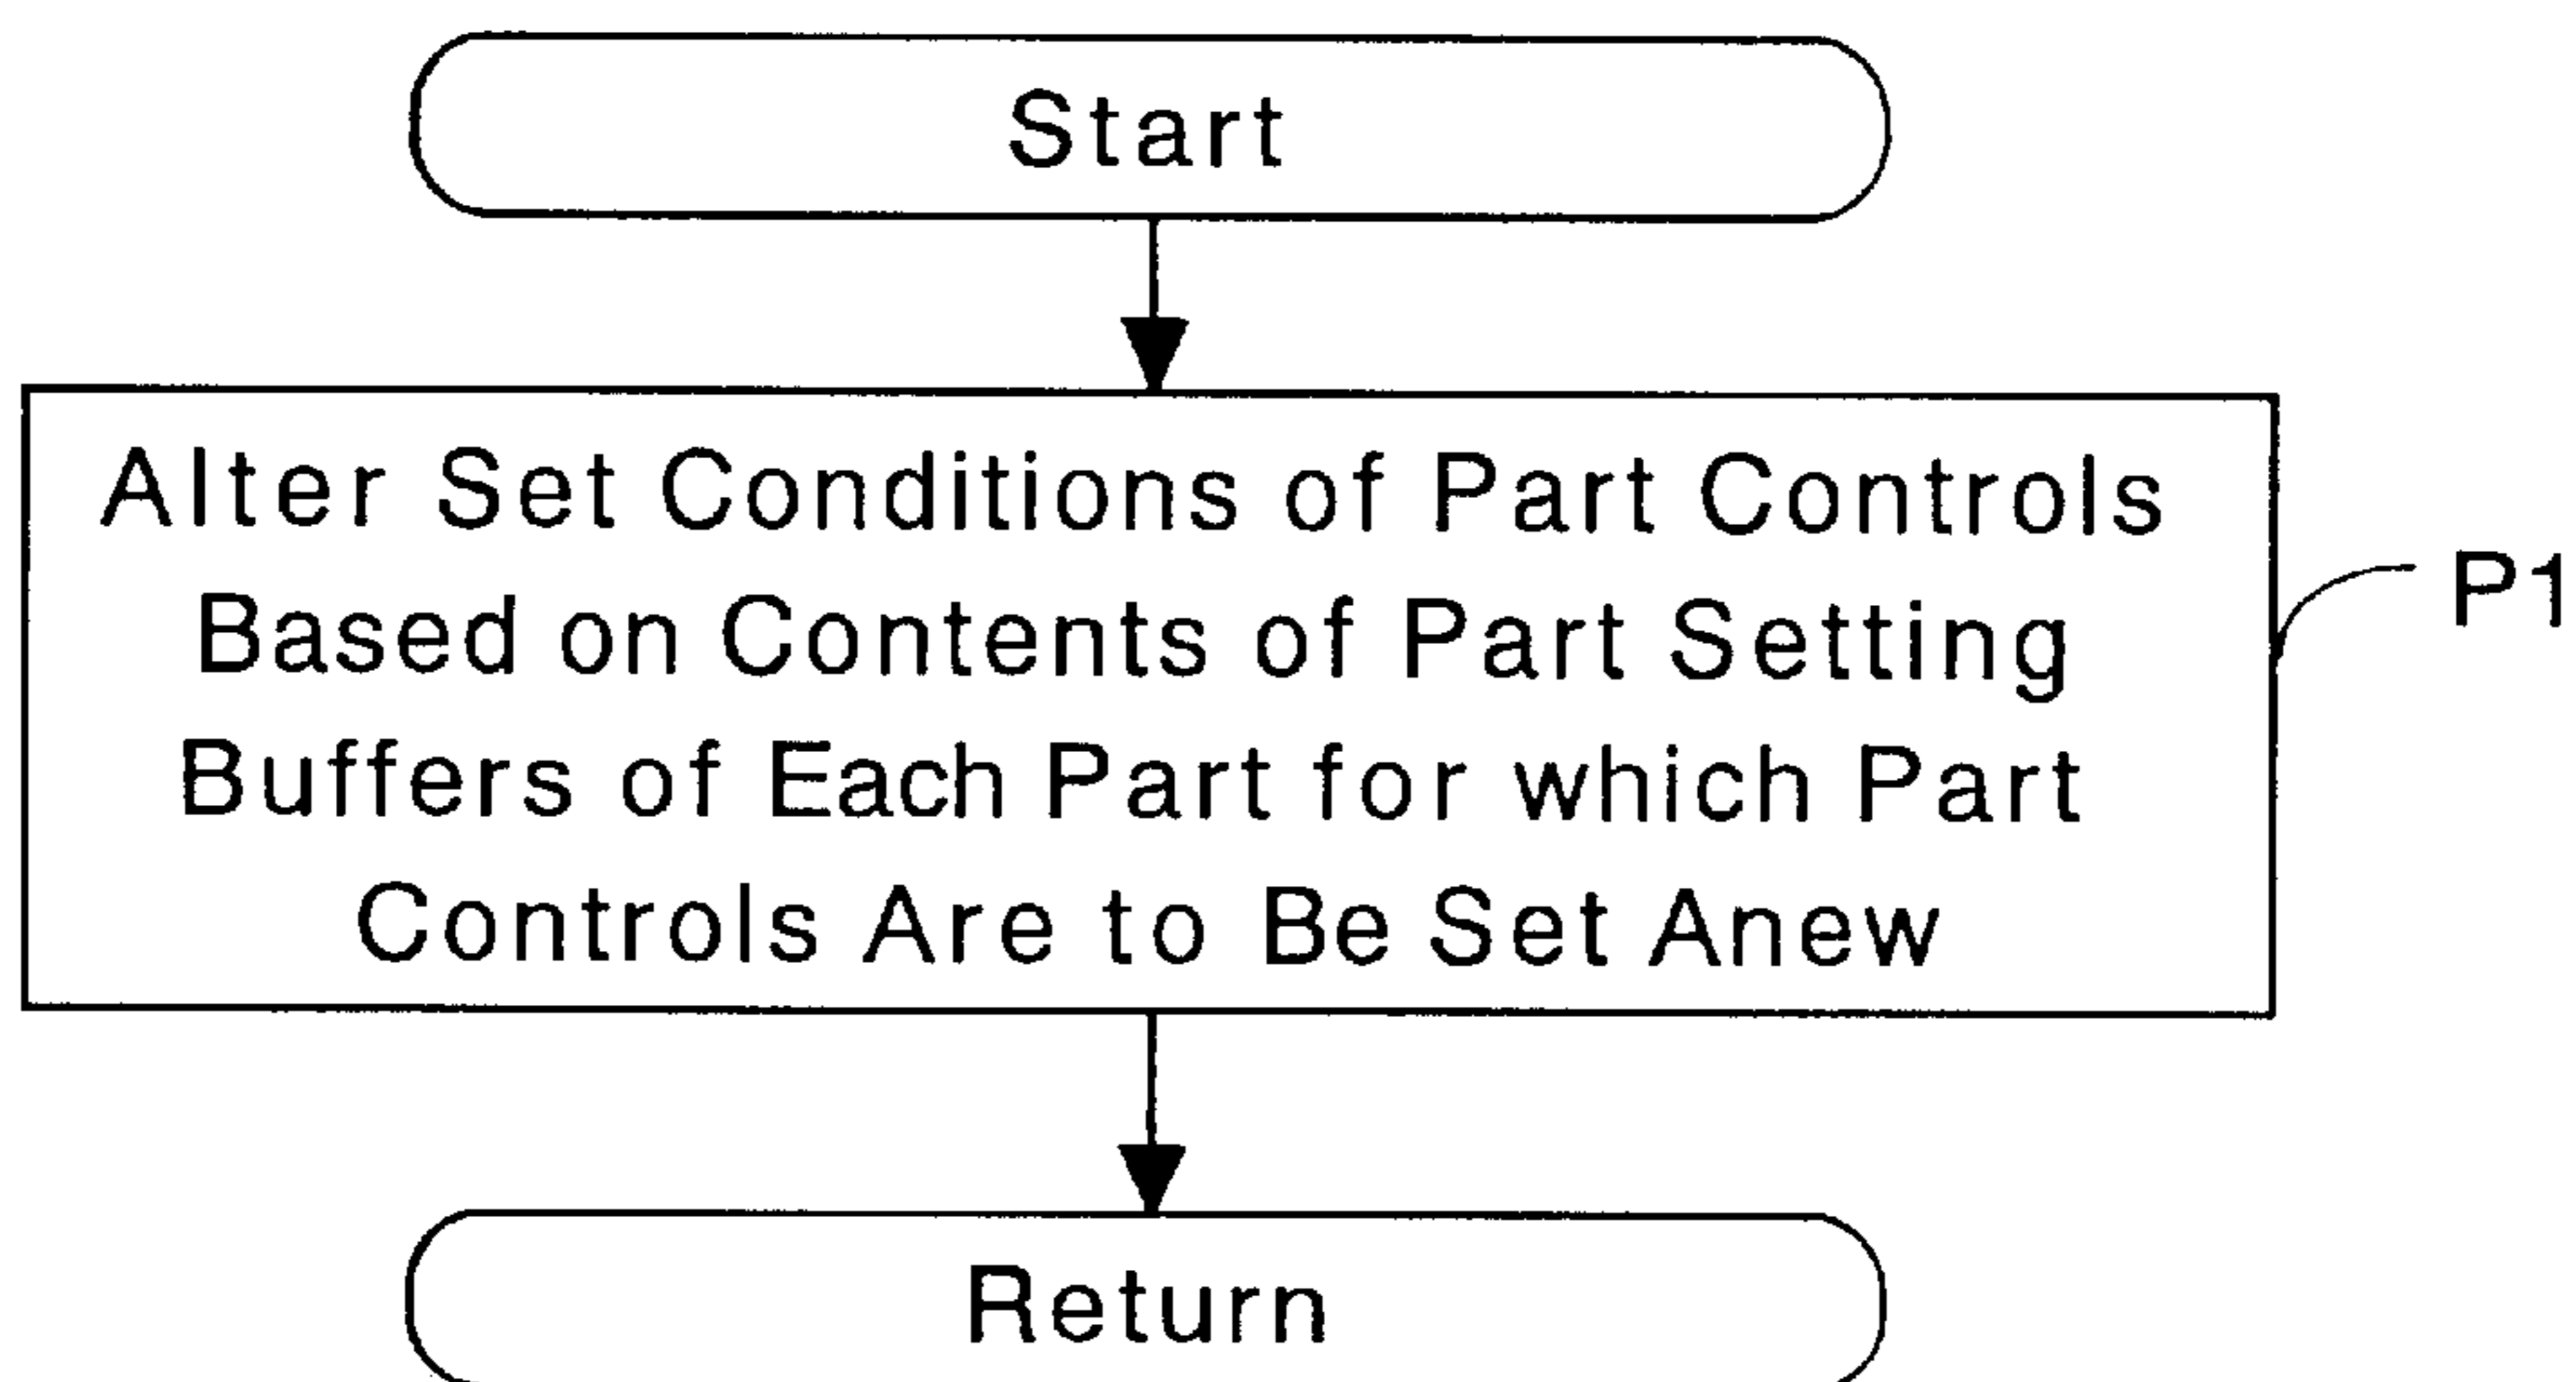 Start
Alter Set Conditions of Part Controls
Based on Contents of Part Setting
Buffers of Each Part for which Part
Controls Are to Be Set Anew
P1
Return